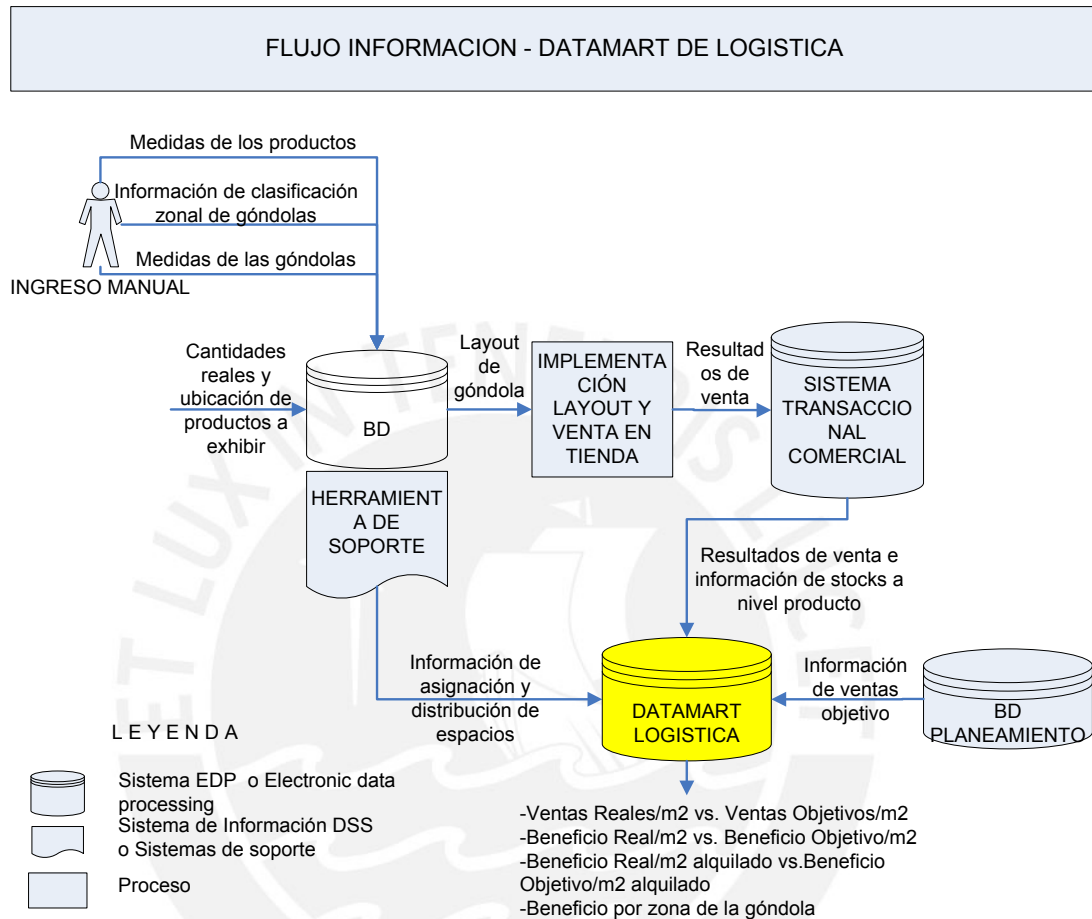 FLUJO INFORMACION - DATAMART DE LOGISTICA
Medidas de los productos
Información de clasificación
zonal de góndolas
Medidas de las góndolas
INGRESO MANUAL
Cantidades
reales y
ubicación de
productos a
exhibir
BD
HERRAMIENT
A DE
SOPORTE
Layout
de
góndola
IMPLEMENTA
CIÓN
LAYOUT Y
VENTA EN
TIENDA
Resultad
os de
venta
SISTEMA
TRANSACCIO
NAL
COMERCIAL
Resultados de venta e
información de stocks a
nivel producto
Información de
asignación y
distribución de
espacios
DATAMART
LOGISTICA
Información
de ventas
objetivo
BD
PLANEAMIENTO
-Ventas Reales/m2 vs. Ventas Objetivos/m2
-Beneficio Real/m2 vs. Beneficio Objetivo/m2
-Beneficio Real/m2 alquilado vs.Beneficio
Objetivo/m2 alquilado
-Beneficio por zona de la góndola
L E Y E N D A
Sistema EDP o Electronic data
processing
Sistema de Información DSS
o Sistemas de soporte
Proceso
ET LUX IN TENEBRIS LUCET